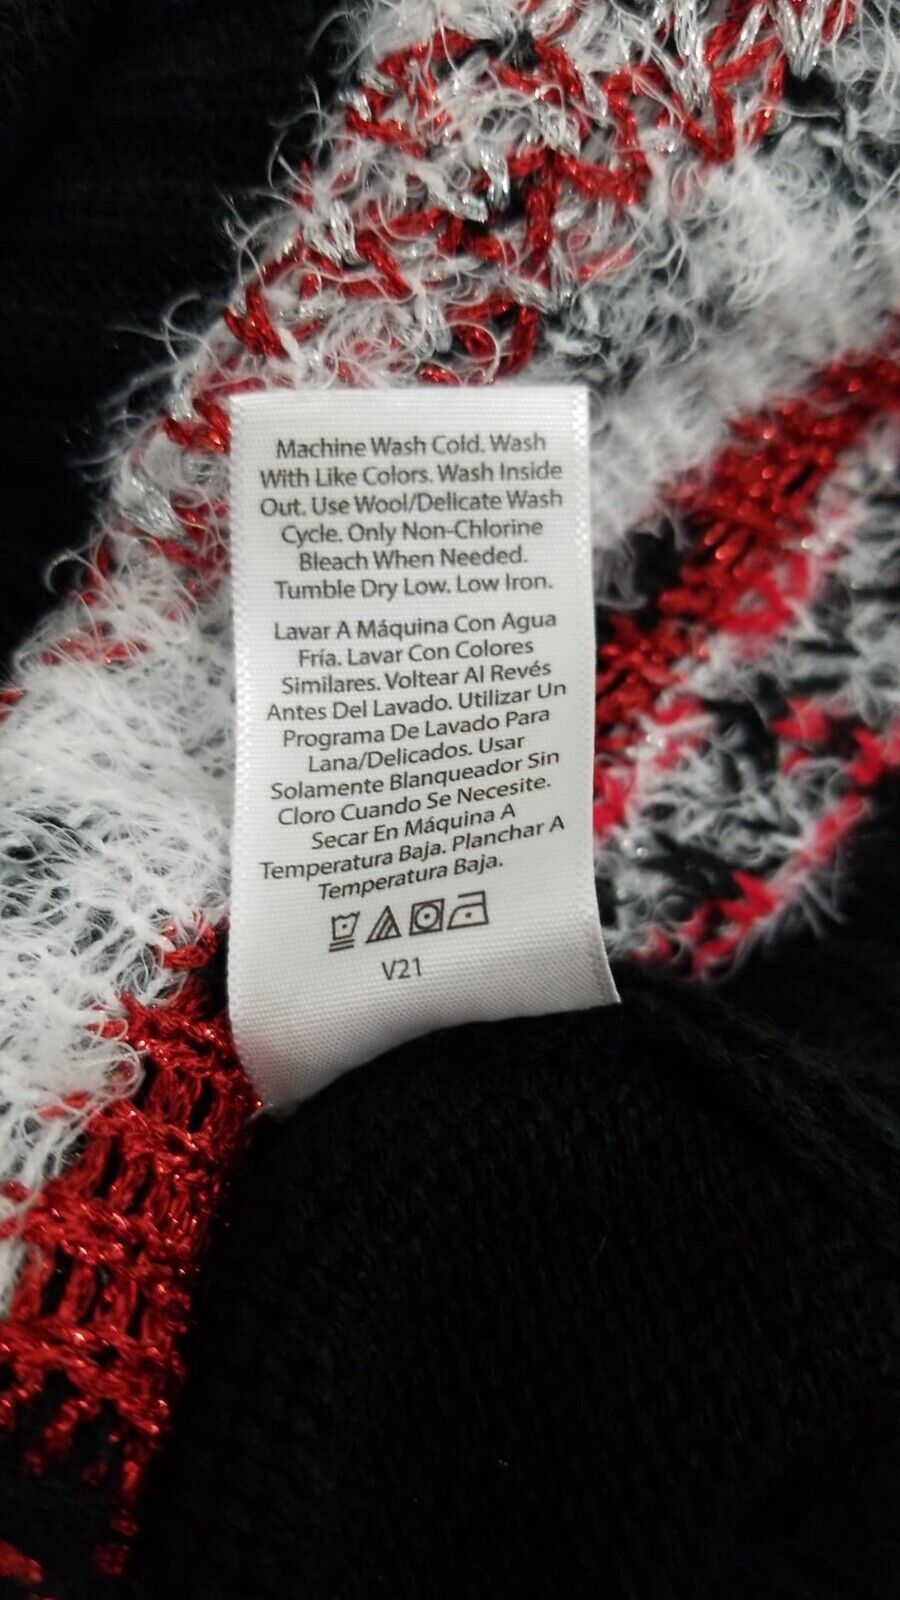 Machine Wash Cold. Wash
With Like Colors. Wash Inside
Out. Use Wool/Delicate Wash
Cycle. Only Non-Chlorine
Bleach When Needed.
Tumble Dry Low. Low Iron.
Lavar A Máquina Con Agua
Fría. Lavar Con Colores
Similares. Voltear Al Revés
Antes Del Lavado. Utilizar Un
Programa De Lavado Para
Lana/Delicados. Usar
Solamente Blanqueador Sin
Cloro Cuando Se Necesite.
Secar En Máquina A
Temperatura Baja. Planchar A
Temperatura Baja.
V21